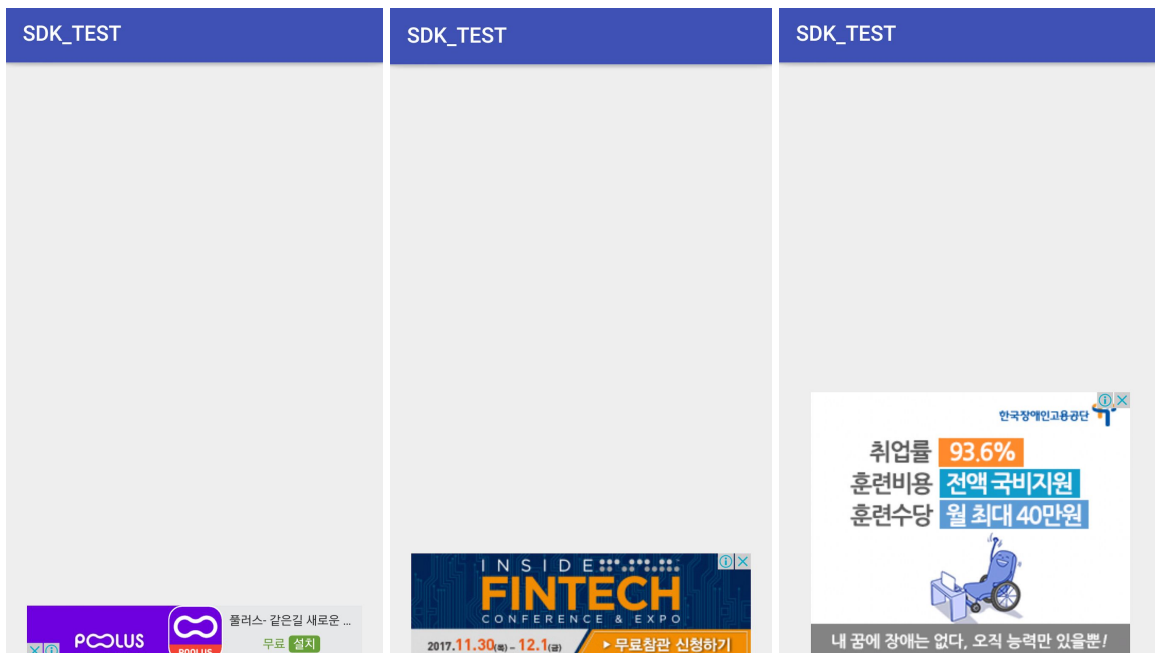 SDK_TEST
POOLUS
POOLUS
풀러스- 같은길 새로운 ...
무료 설치
SDK_TEST
INSIDE
FINTECH
CONFERENCE & EXPO
2017.11.30(목) - 12.1(금)
무료참관 신청하기
SDK_TEST
한국장애인고용공단
취업률 93.6%
훈련비용 전액 국비지원
훈련수당 월 최대 40만원
내 꿈에 장애는 없다, 오직 능력만 있을뿐!